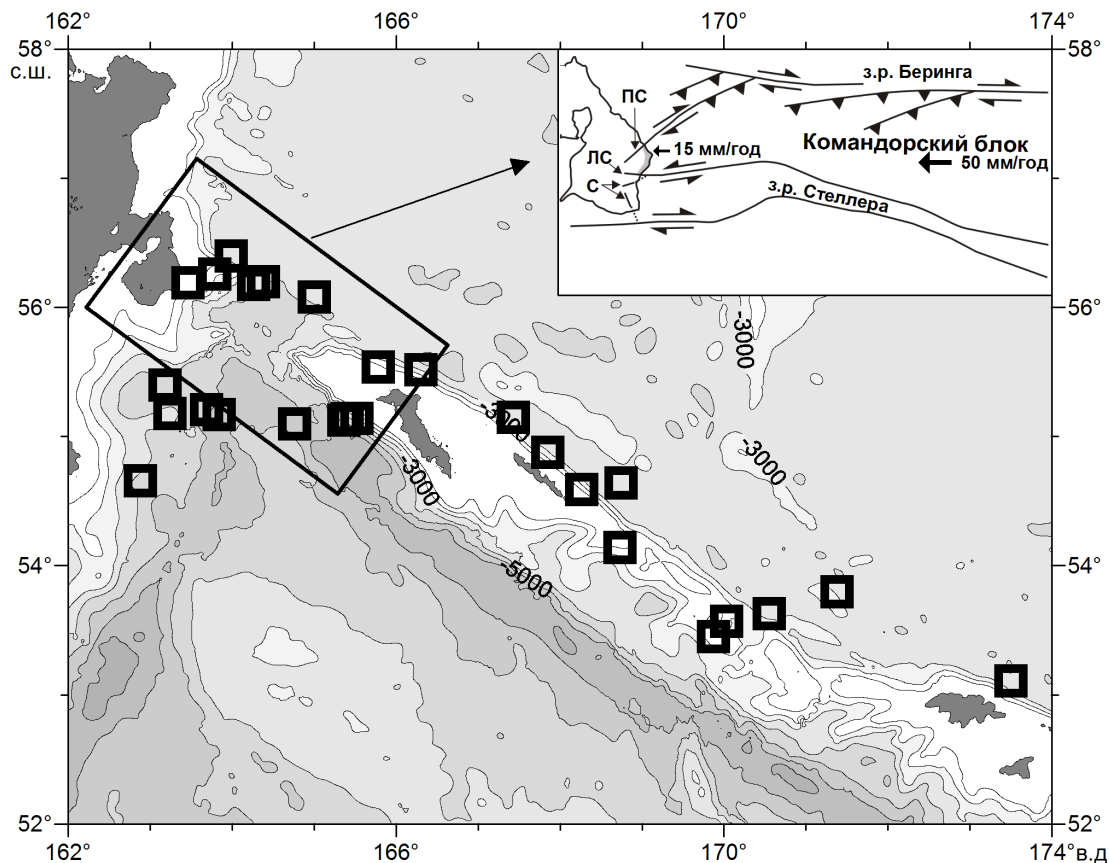 162°
166°
170°
174°
58°
с.ш.
58°
з.р. Беринга
ПС
Командорский блок
15 мм/год
50 мм/год
ЛС
С
з.р. Стеллера
56°
56°
-3000
-3000
-3000
-3000
-5000
54°
54°
52°
52°
162°
166°
170°
174°
в.д